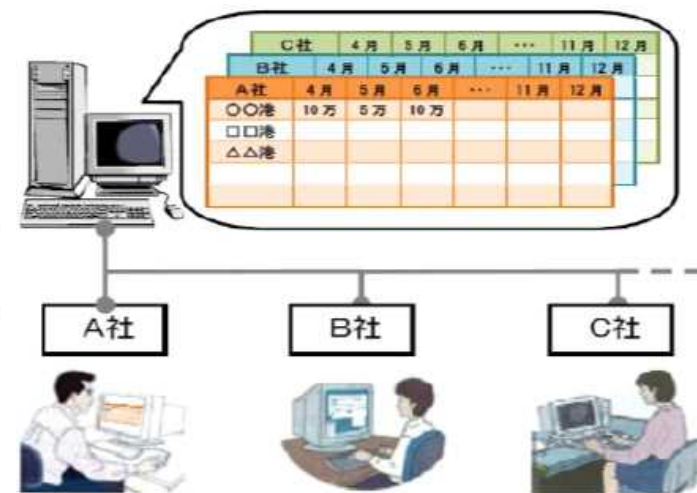 C社 4月 5月 6月 … 11月 12月
B社 4月 5月 6月 … 11月 12月
A社 4月 5月 6月 … 11月 12月
○○港 10万 5万 10万
□□港
△△港
A社 B社 C社